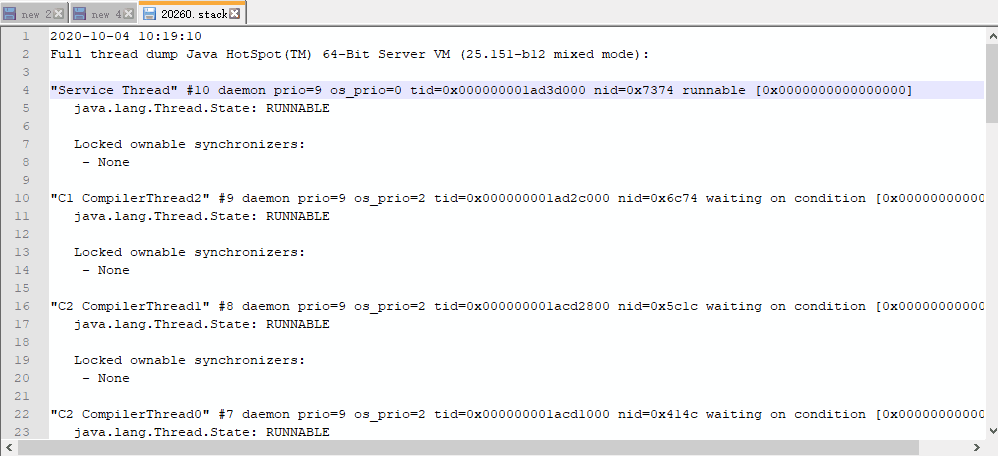 new 2
new 4
20260.stack
1 2020-10-04 10:19:10
2 Full thread dump Java HotSpot(TM) 64-Bit Server VM (25.151-b12 mixed mode):
3
4 "Service Thread" #10 daemon prio=9 os_prio=0 tid=0x000000001ad3d000 nid=0x7374 runnable [0x0000000000000000]
5    java.lang.Thread.State: RUNNABLE
6
7    Locked ownable synchronizers:
8     - None
9
10 "C1 CompilerThread2" #9 daemon prio=9 os_prio=2 tid=0x000000001ad2c000 nid=0x6c74 waiting on condition [0x00000000000
11    java.lang.Thread.State: RUNNABLE
12
13    Locked ownable synchronizers:
14     - None
15
16 "C2 CompilerThread1" #8 daemon prio=9 os_prio=2 tid=0x000000001acd2800 nid=0x5c1c waiting on condition [0x00000000000
17    java.lang.Thread.State: RUNNABLE
18
19    Locked ownable synchronizers:
20     - None
21
22 "C2 CompilerThread0" #7 daemon prio=9 os_prio=2 tid=0x000000001acd1000 nid=0x414c waiting on condition [0x00000000000
23    java.lang.Thread.State: RUNNABLE